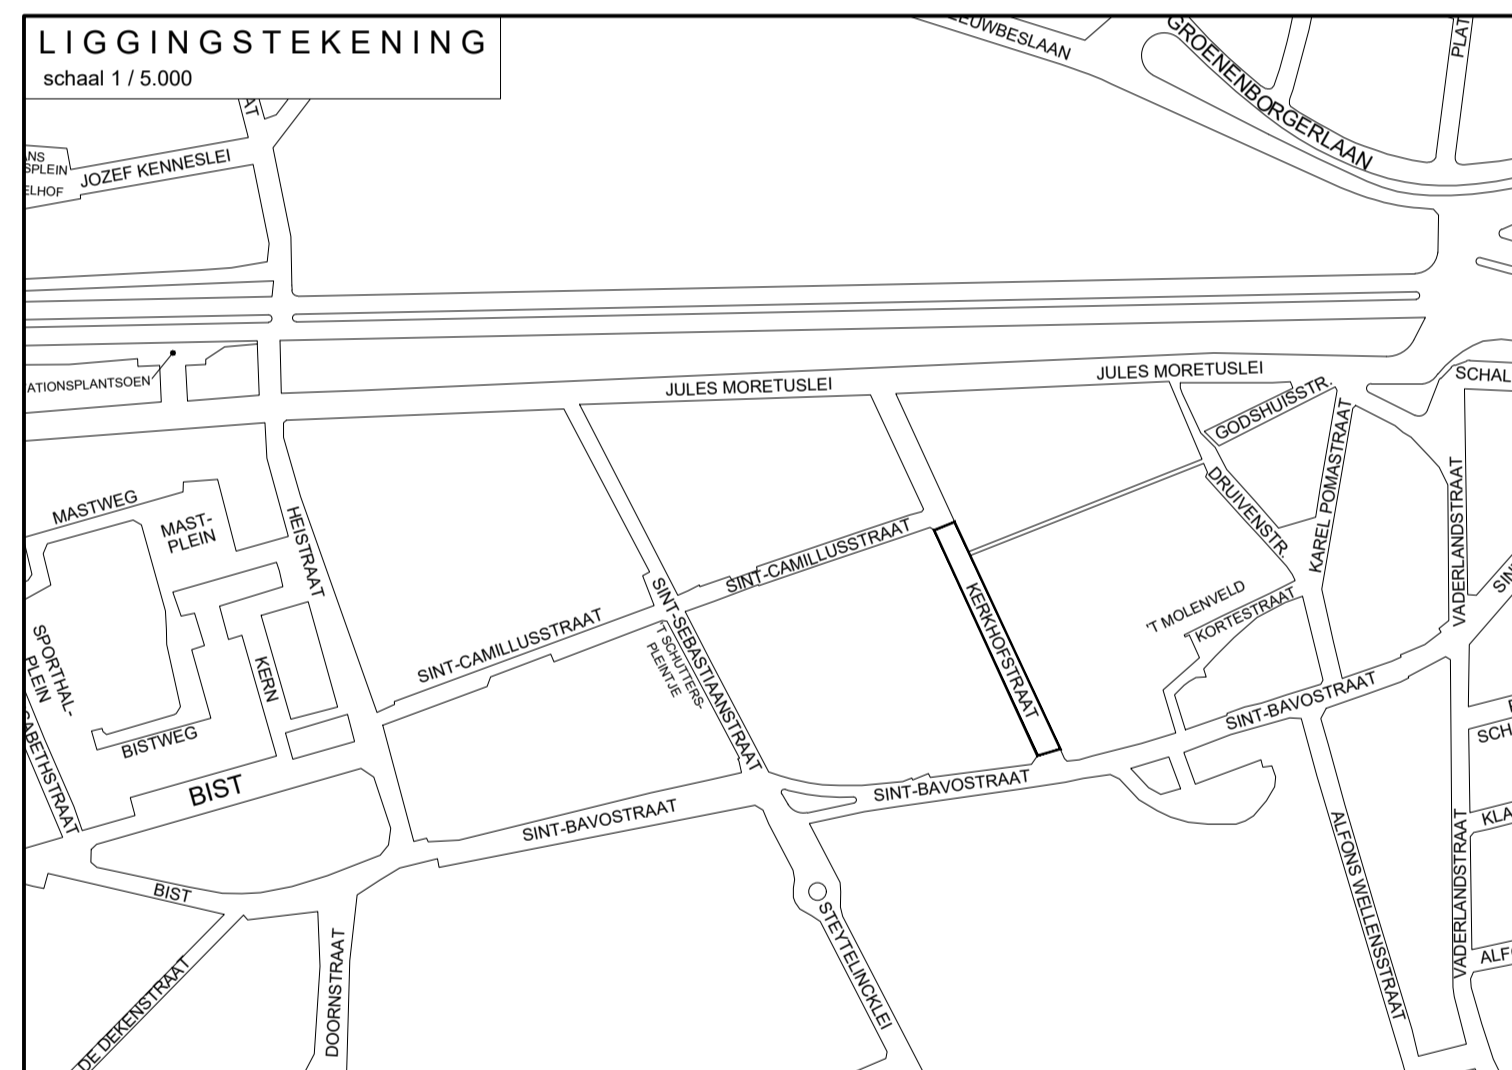 LIGGINGSTEKENING
schaal 1 / 5.000
GROENENBORGERLAAN
JOZEF KENNESLEI
JULES MORETUSLEI
JULES MORETUSLEI
GODSHUISSTR.
KAREL POMASTRAAT
DRUIVENSTR.
VADERLANDSTRAAT
MASTWEG
MAST-
PLEIN
HEISTRAAT
SINT-CAMILLUSSTRAAT
SINT-CAMILLUSSTRAAT
SINT-SEBASTIAANSTRAAT
'T SCHUTTERS-
PLEINTJE
KERKHOFSTRAAT
'T MOLENVELD
KORTESTRAAT
SPORTHAL-
PLEIN
KERN
BISTWEG
BIST
SINT-BAVOSTRAAT
SINT-BAVOSTRAAT
SINT-BAVOSTRAAT
BIST
STEYTELINCKLEI
ALFONS WELLENSSTRAAT
VADERLANDSTRAAT
DOORNSTRAAT
DE DEKENSTRAAT